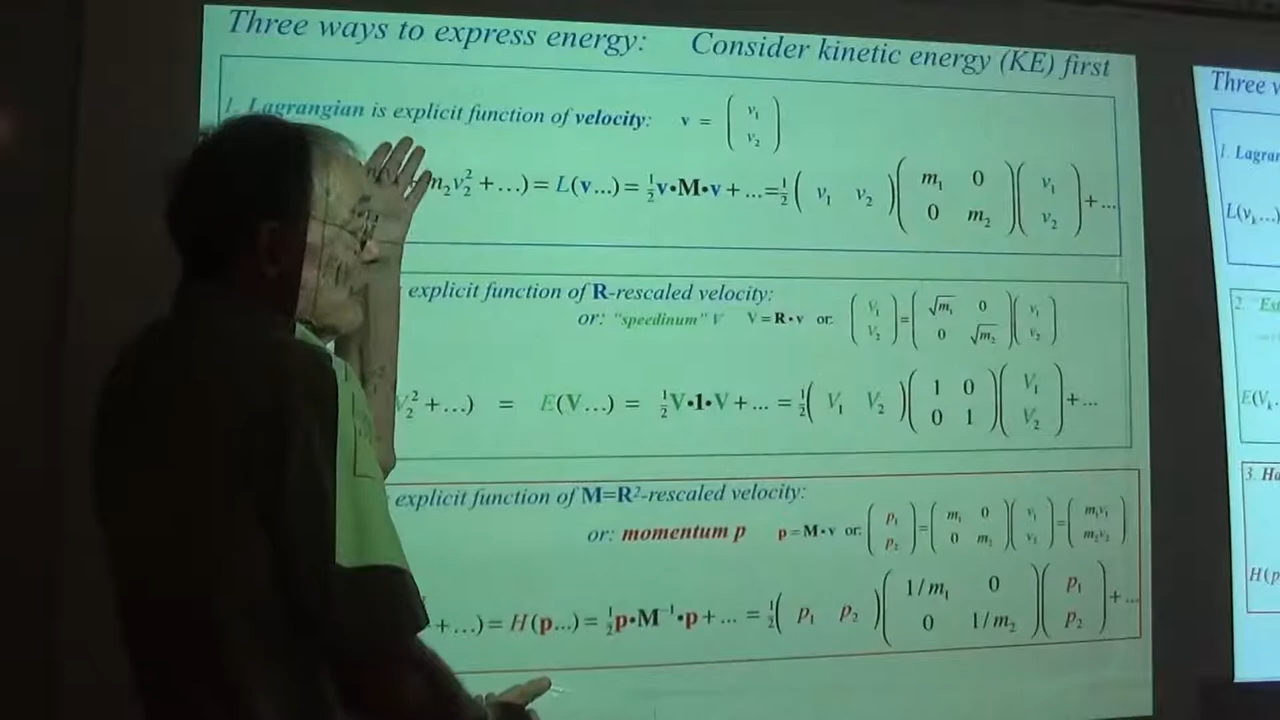 Three ways to express energy: Consider kinetic energy (KE) first
1. Lagrangian is explicit function of velocity: v = ( v₁ v₂ )
m₂v₂² + ...) = L(v...) = ½v•M•v + ... = ½( v₁ v₂ )( m₁ 0 0 m₂ )( v₁ v₂ ) + ...
explicit function of R-rescaled velocity:
or: "speedinum" V V = R•v or: ( V₁ V₂ ) = ( √m₁ 0 0 √m₂ )( v₁ v₂ )
V₂² + ...) = E(V...) = ½V•1•V + ... = ½( V₁ V₂ )( 1 0 0 1 )( V₁ V₂ ) + ...
explicit function of M=R²-rescaled velocity:
or: momentum p p = M•v or: ( p₁ p₂ ) = ( m₁ 0 0 m₂ )( v₁ v₂ ) = ( m₁v₁ m₂v₂ )
+ ...) = H(p...) = ½p•M⁻¹•p + ... = ½( p₁ p₂ )( 1/m₁ 0 0 1/m₂ )( p₁ p₂ ) + ...
Three
1. Lagran
L(vₖ...)
2.
E(Vₖ
3. Ha
H(p